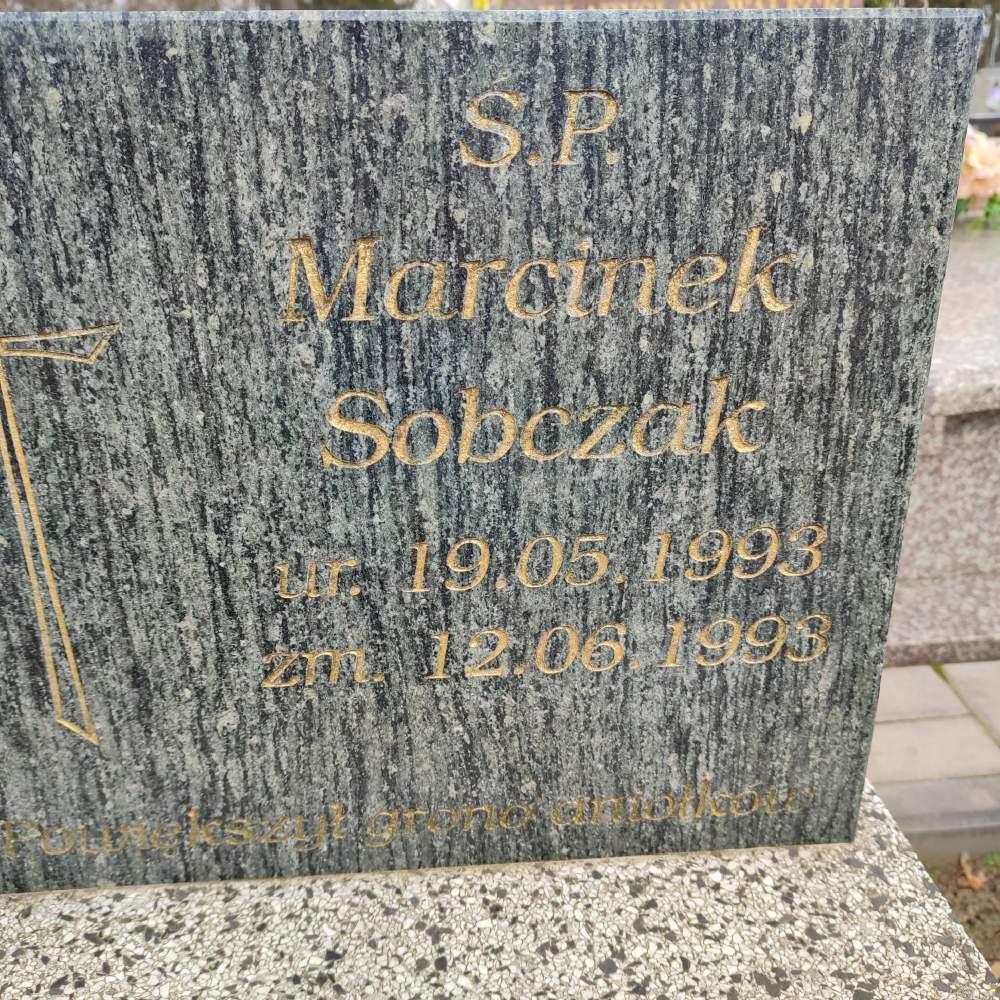 Ś.P.
Marcinek
Sobczak
ur. 19.05.1993
zm. 12.06.1993
Powiększył grono aniołków